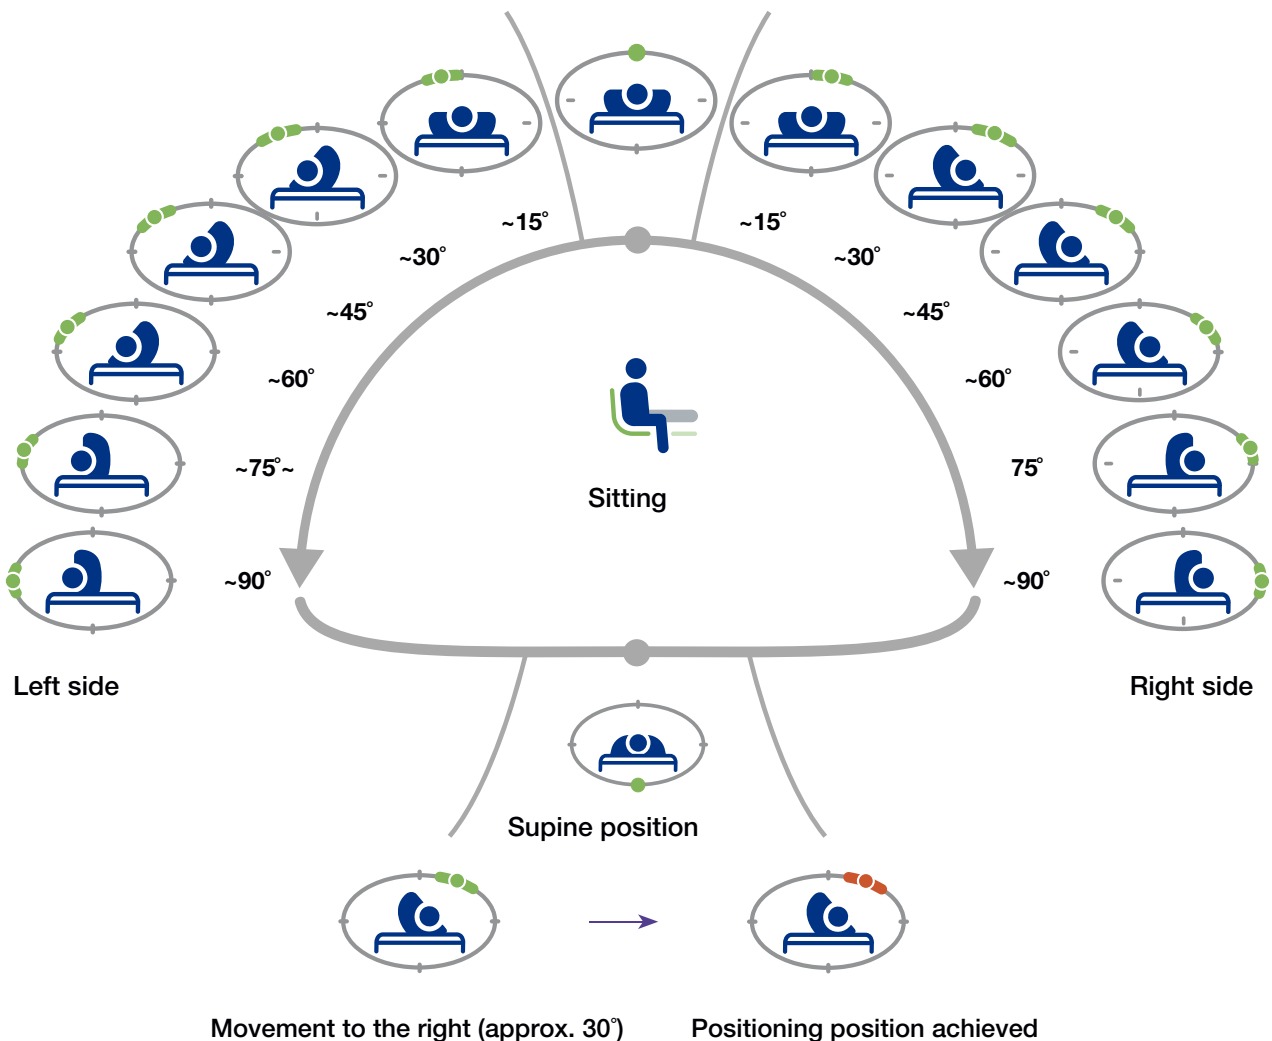 ~15°
~15°
~30°
~30°
~45°
~45°
~60°
~60°
~75°~
75°
Sitting
~90°
~90°
Left side
Right side
Supine position
Movement to the right (approx. 30°)
Positioning position achieved